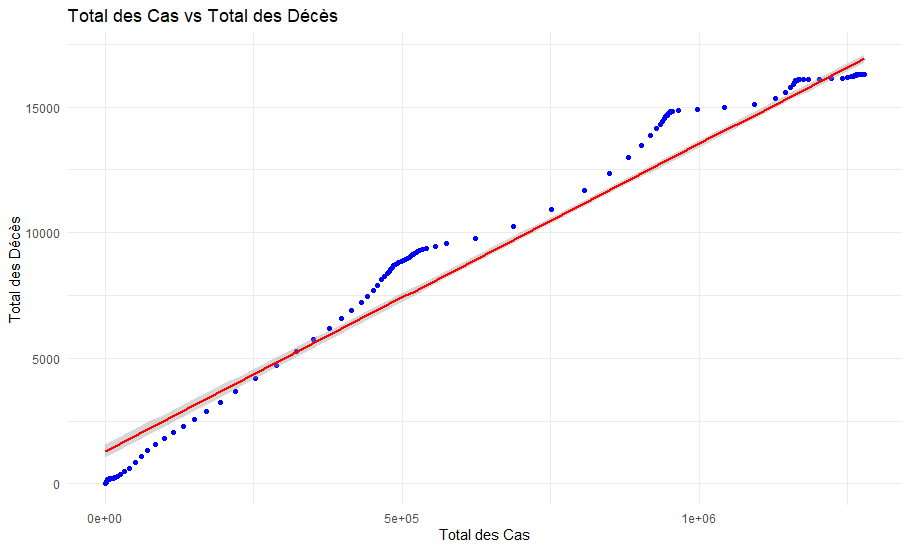 Total des Cas vs Total des Décès
Total des Décès
15000
10000
5000
0
0e+00
5e+05
1e+06
Total des Cas